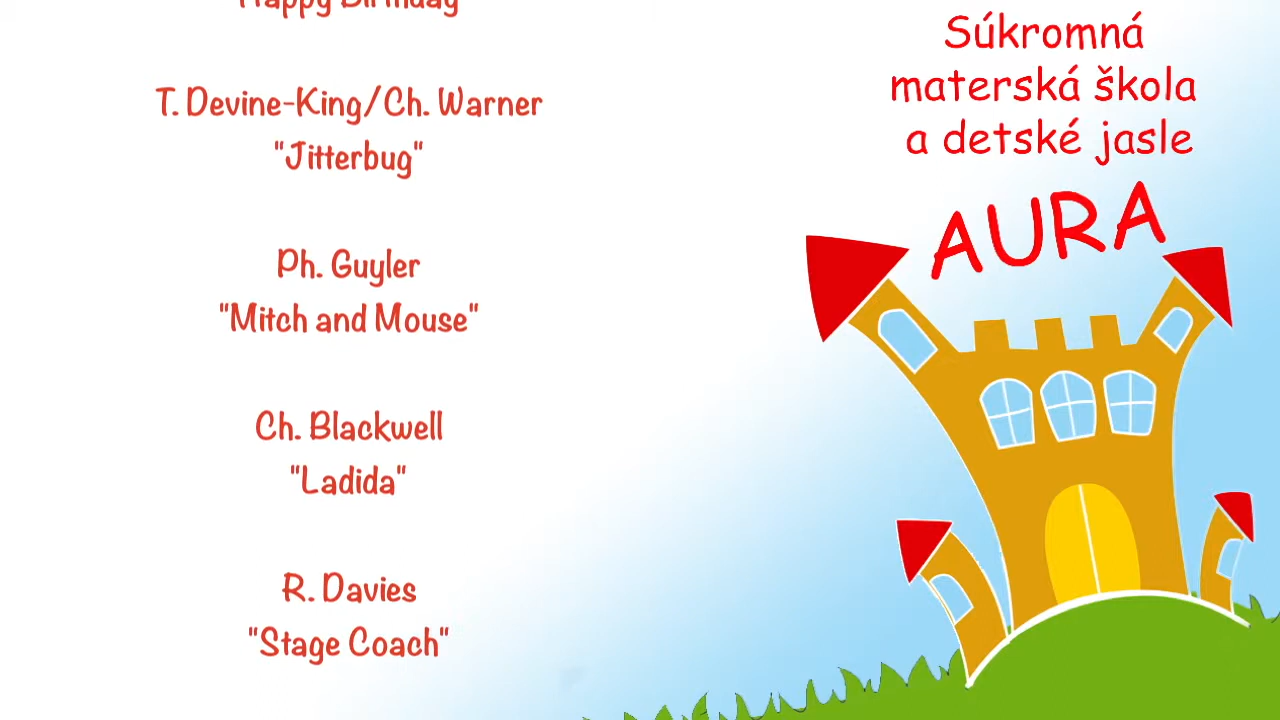 Happy Birthday
T. Devine-King/Ch. Warner
"Jitterbug"
Ph. Guyler
"Mitch and Mouse"
Ch. Blackwell
"Ladida"
R. Davies
"Stage Coach"
Súkromná
materská škola
a detské jasle
AURA